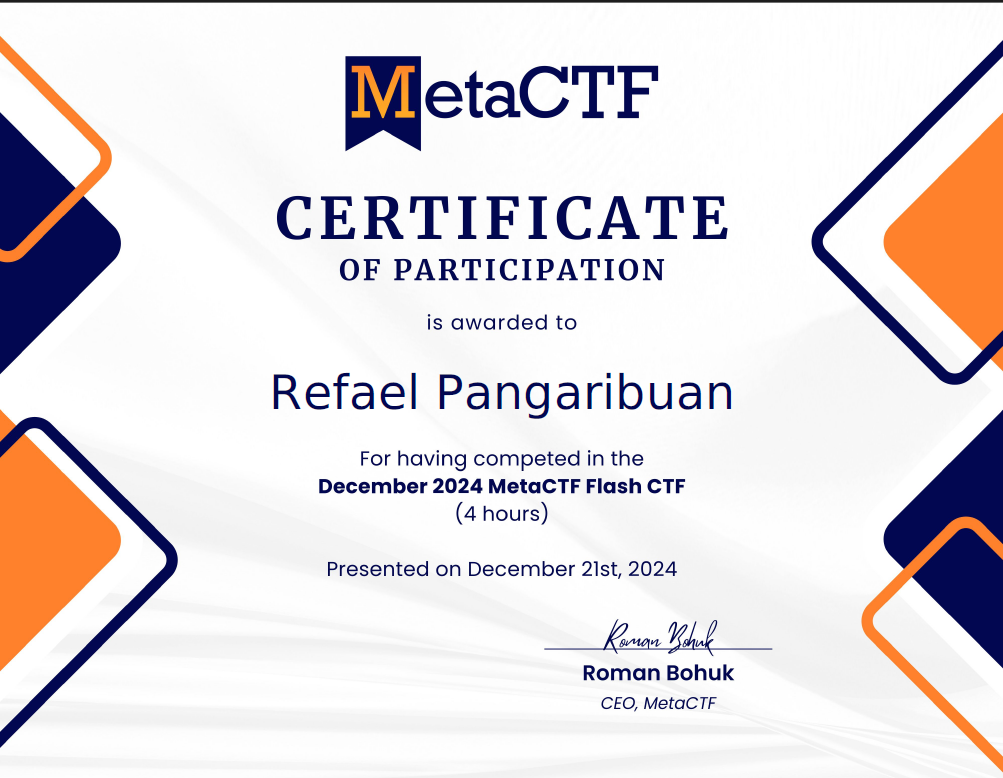 MetaCTF
CERTIFICATE
OF PARTICIPATION
is awarded to
Refael Pangaribuan
For having competed in the
December 2024 MetaCTF Flash CTF
(4 hours)
Presented on December 21st, 2024
Roman Bohuk
Roman Bohuk
CEO, MetaCTF